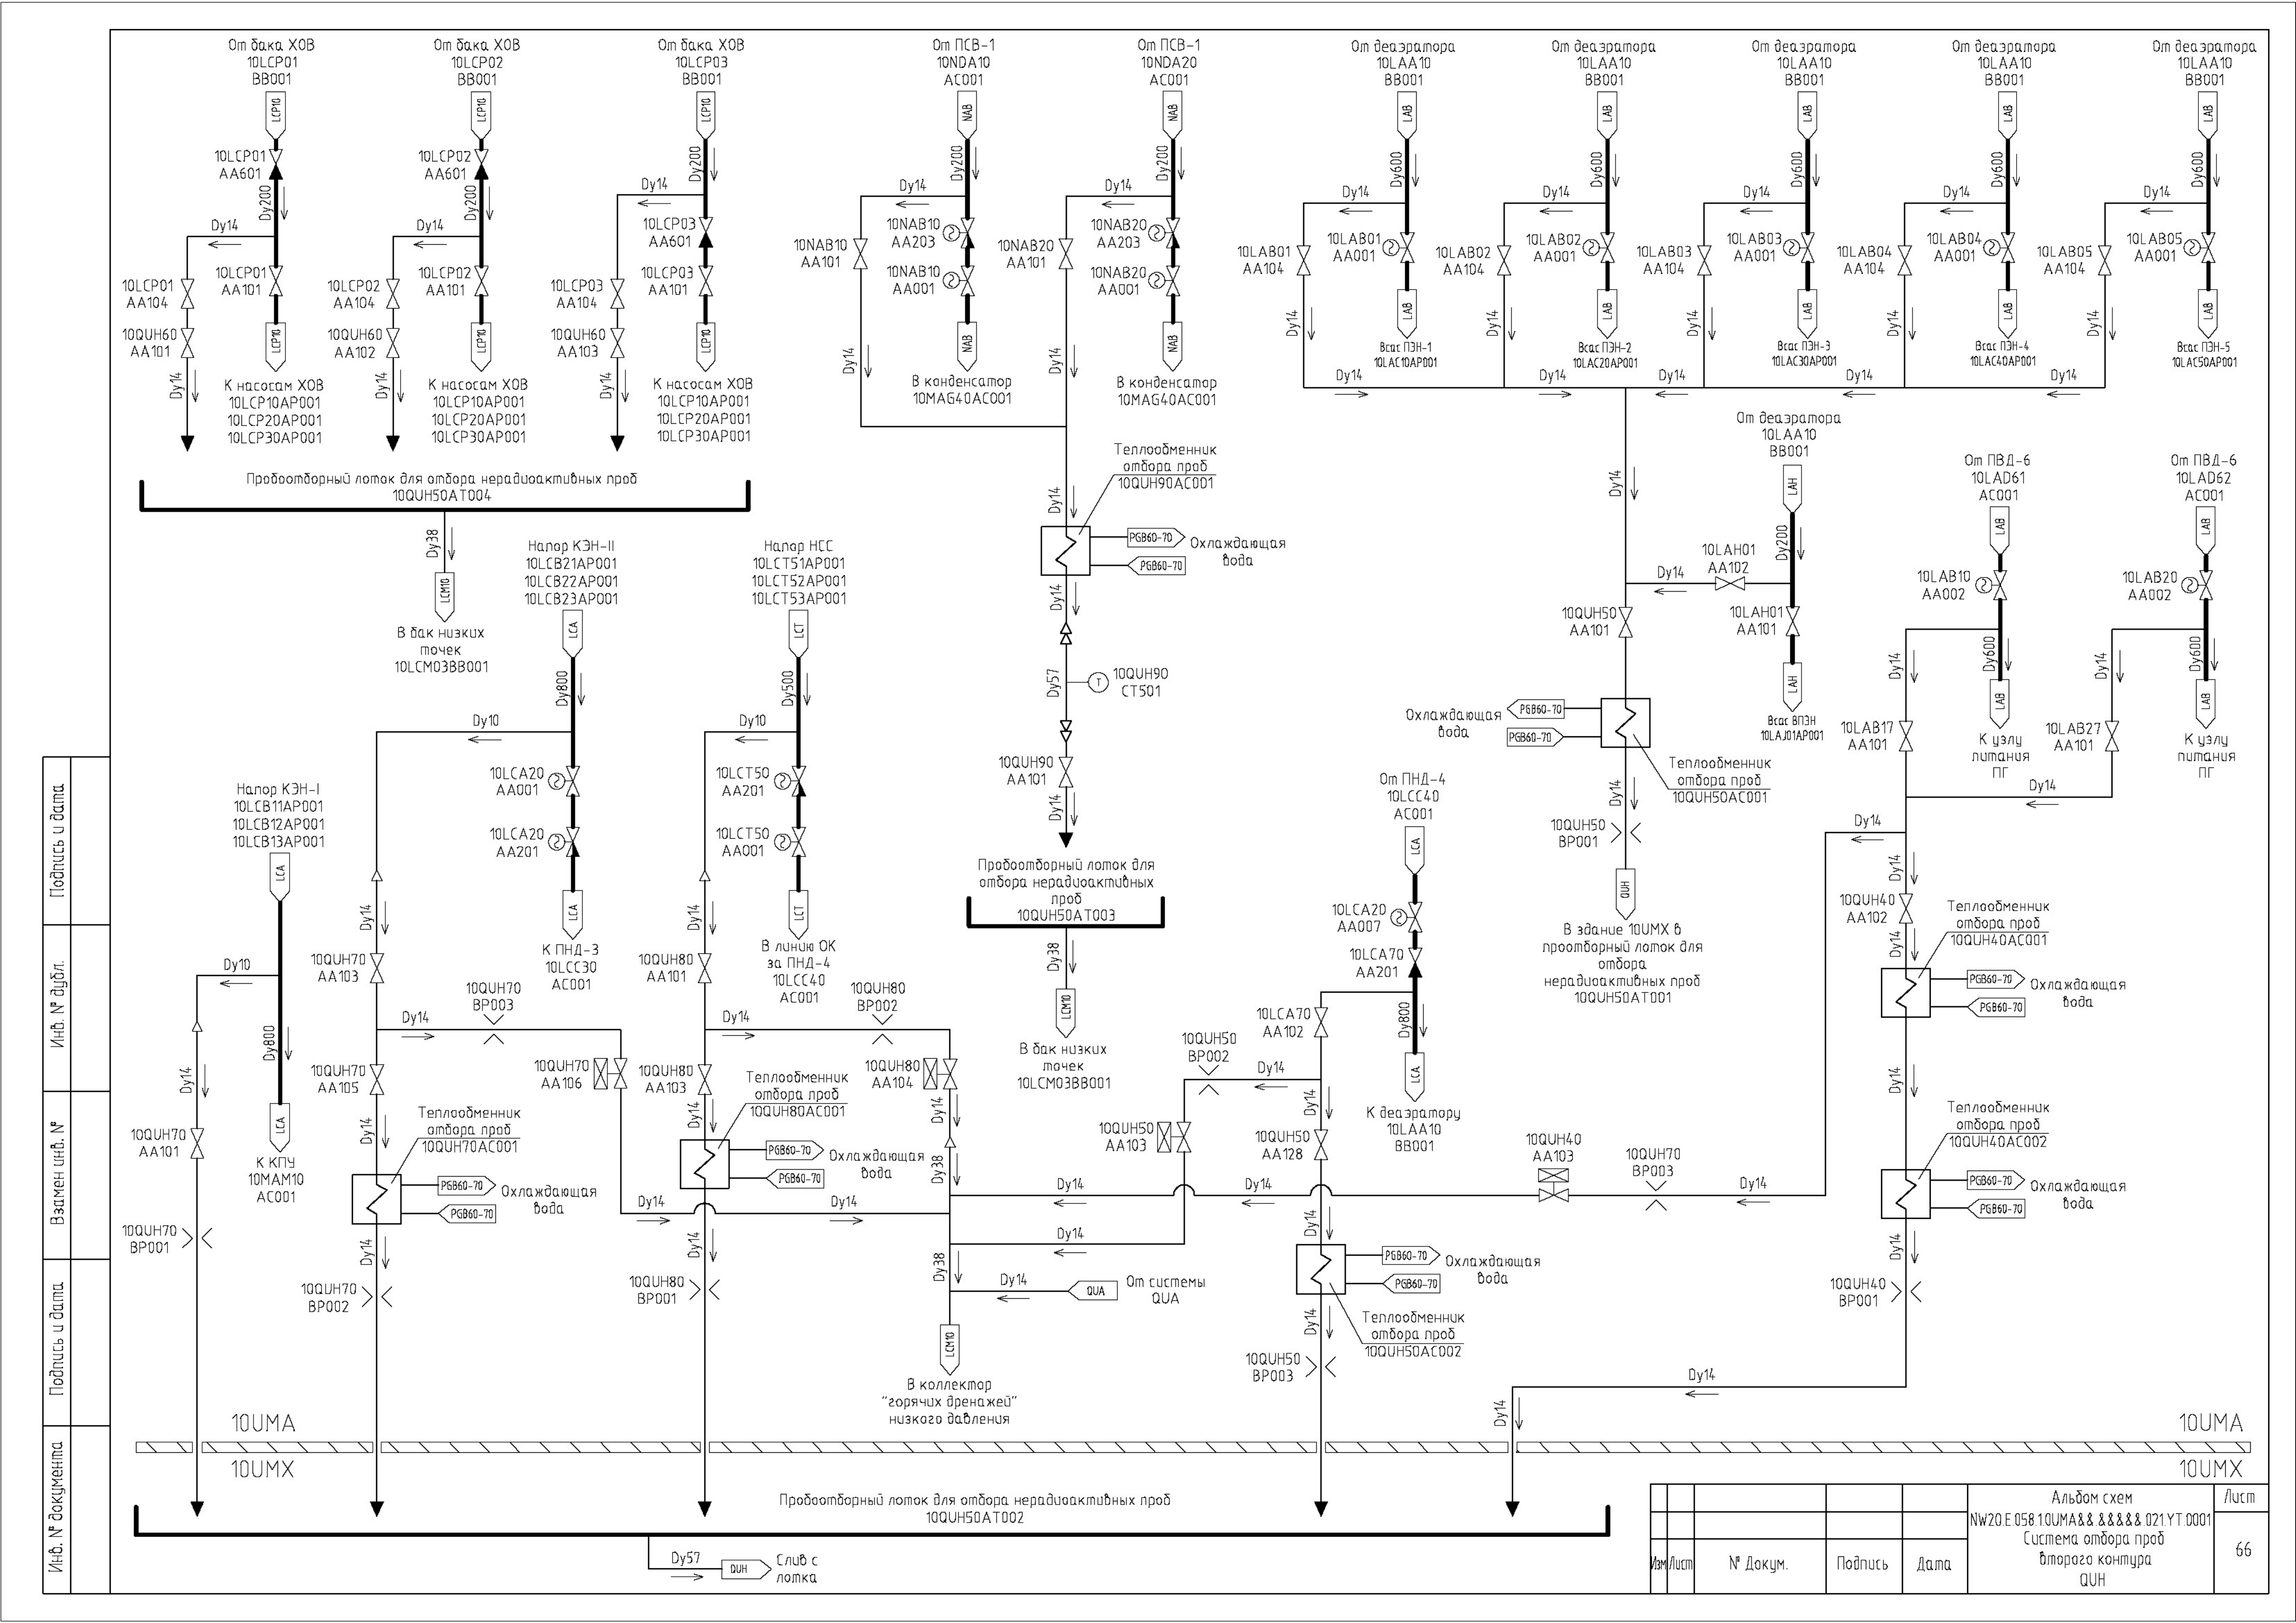 От бака ХОВ
10LCP01
BB001
LCP10
10LCP01
AA601
Dy200
Dy14
10LCP01
AA101
10LCP01
AA104
10QUH60
AA101
Dy14
LCP10
К насосам ХОВ
10LCP10AP001
10LCP20AP001
10LCP30AP001
От бака ХОВ
10LCP02
BB001
LCP10
10LCP02
AA601
Dy200
Dy14
10LCP02
AA101
10LCP02
AA104
10QUH60
AA102
Dy14
LCP10
К насосам ХОВ
10LCP10AP001
10LCP20AP001
10LCP30AP001
От бака ХОВ
10LCP03
BB001
LCP10
Dy200
Dy14
10LCP03
AA601
10LCP03
AA101
10LCP03
AA104
10QUH60
AA103
Dy14
LCP10
К насосам ХОВ
10LCP10AP001
10LCP20AP001
10LCP30AP001
Пробоотборный лоток для отбора нерадиоактивных проб
10QUH50AT004
Dy38
LCM10
В бак низких
точек
10LCM03BB001
От ПСВ-1
10NDA10
AC001
NAB
Dy200
Dy14
10NAB10
AA203
10NAB10
AA101
10NAB10
AA001
NAB
Dy14
В конденсатор
10MAG40AC001
От ПСВ-1
10NDA20
AC001
NAB
Dy200
Dy14
10NAB20
AA203
10NAB20
AA101
10NAB20
AA001
NAB
Dy14
В конденсатор
10MAG40AC001
Теплообменник
отбора проб
10QUH90AC001
Dy14
PGB60-70
PGB60-70
Охлаждающая
вода
Dy14
Dy57
T
10QUH90
CT501
10QUH90
AA101
Dy14
Пробоотборный лоток для
отбора нерадиоактивных
проб
10QUH50AT003
Dy38
LCM10
В бак низких
точек
10LCM03BB001
От деаэратора
10LAA10
BB001
LAB
Dy600
Dy14
10LAB01
AA001
10LAB01
AA104
LAB
Dy14
Всас ПЭН-1
10LAC10AP001
Dy14
От деаэратора
10LAA10
BB001
LAB
Dy600
Dy14
10LAB02
AA001
10LAB02
AA104
LAB
Dy14
Всас ПЭН-2
10LAC20AP001
Dy14
От деаэратора
10LAA10
BB001
LAB
Dy600
Dy14
10LAB03
AA001
10LAB03
AA104
LAB
Dy14
Всас ПЭН-3
10LAC30AP001
Dy14
От деаэратора
10LAA10
BB001
LAB
Dy600
Dy14
10LAB04
AA001
10LAB04
AA104
LAB
Dy14
Всас ПЭН-4
10LAC40AP001
Dy14
От деаэратора
10LAA10
BB001
LAB
Dy600
Dy14
10LAB05
AA001
10LAB05
AA104
LAB
Dy14
Всас ПЭН-5
10LAC50AP001
Dy14
Dy14
От деаэратора
10LAA10
BB001
LAH
Dy200
10LAH01
AA102
Dy14
10LAH01
AA101
LAH
Всас ВПЭН
10LAJ01AP001
10QUH50
AA101
PGB60-70
PGB60-70
Охлаждающая
вода
Теплообменник
отбора проб
10QUH50AC001
Dy14
10QUH50
BP001
QUH
В здание 10UMX в
проотборный лоток для
отбора
нерадиоактивных проб
10QUH50AT001
От ПВД-6
10LAD61
AC001
LAB
10LAB10
AA002
Dy600
Dy14
LAB
10LAB17
AA101
К узлу
питания
ПГ
От ПВД-6
10LAD62
AC001
LAB
10LAB20
AA002
Dy600
Dy14
LAB
10LAB27
AA101
К узлу
питания
ПГ
Dy14
Dy14
Dy14
10QUH40
AA102
Dy14
Теплообменник
отбора проб
10QUH40AC001
PGB60-70
PGB60-70
Охлаждающая
вода
Dy14
Теплообменник
отбора проб
10QUH40AC002
PGB60-70
PGB60-70
Охлаждающая
вода
Dy14
10QUH40
BP001
Dy14
Dy14
Напор КЭН-I
10LCB11AP001
10LCB12AP001
10LCB13AP001
LCA
Dy10
Dy800
Dy14
LCA
10QUH70
AA101
К КПУ
10MAM10
AC001
10QUH70
BP001
Напор КЭН-II
10LCB21AP001
10LCB22AP001
10LCB23AP001
LCA
Dy800
Dy10
10LCA20
AA001
10LCA20
AA201
LCA
К ПНД-3
10LCC30
AC001
Dy14
10QUH70
AA103
Dy14
10QUH70
BP003
10QUH70
AA105
10QUH70
AA106
Dy14
Теплообменник
отбора проб
10QUH70AC001
PGB60-70
PGB60-70
Охлаждающая
вода
Dy14
10QUH70
BP002
Напор НСС
10LCT51AP001
10LCT52AP001
10LCT53AP001
LCT
Dy500
Dy10
10LCT50
AA201
10LCT50
AA001
LCT
В линию ОК
за ПНД-4
10LCC40
AC001
Dy14
10QUH80
AA101
Dy14
10QUH80
BP002
10QUH80
AA103
10QUH80
AA104
Dy14
Теплообменник
отбора проб
10QUH80AC001
PGB60-70
PGB60-70
Охлаждающая
вода
Dy14
Dy38
Dy14
Dy14
Dy14
10QUH80
BP001
Dy38
Dy14
QUA
От системы
QUA
LCM10
В коллектор
"горячих дренажей"
низкого давления
От ПНД-4
10LCC40
AC001
LCA
10LCA20
AA007
10LCA70
AA201
Dy800
LCA
К деаэратору
10LAA10
BB001
10LCA70
AA102
10QUH50
BP002
Dy14
10QUH50
AA103
Dy14
10QUH50
AA128
Dy14
Dy14
Dy14
10QUH40
AA103
10QUH70
BP003
Dy14
Dy14
PGB60-70
PGB60-70
Охлаждающая
вода
Теплообменник
отбора проб
10QUH50AC002
Dy14
10QUH50
BP003
10UMA
10UMX
10UMA
10UMX
Пробоотборный лоток для отбора нерадиоактивных проб
10QUH50AT002
Dy57
QUH
Слив с
лотка
Подпись и дата
Инв. № дубл.
Взамен инв. №
Подпись и дата
Инв. № документа
Изм
Лист
№ Докум.
Подпись
Дата
Альбом схем
NW20.E.058.1.0UMA&&.&&&&&.021.YT.0001
Система отбора проб
второго контура
QUH
Лист
66